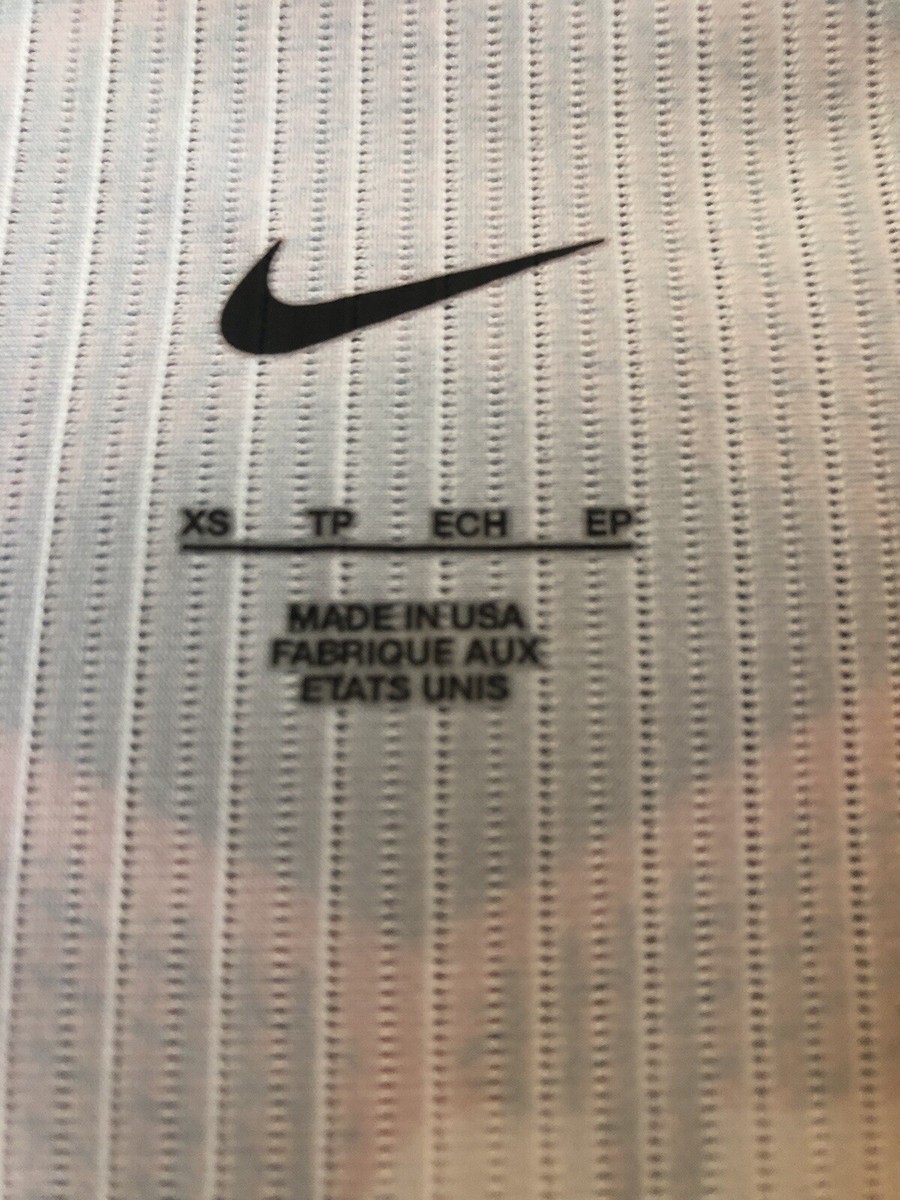 XS TP ECH EP
MADE IN USA
FABRIQUE AUX
ETATS UNIS